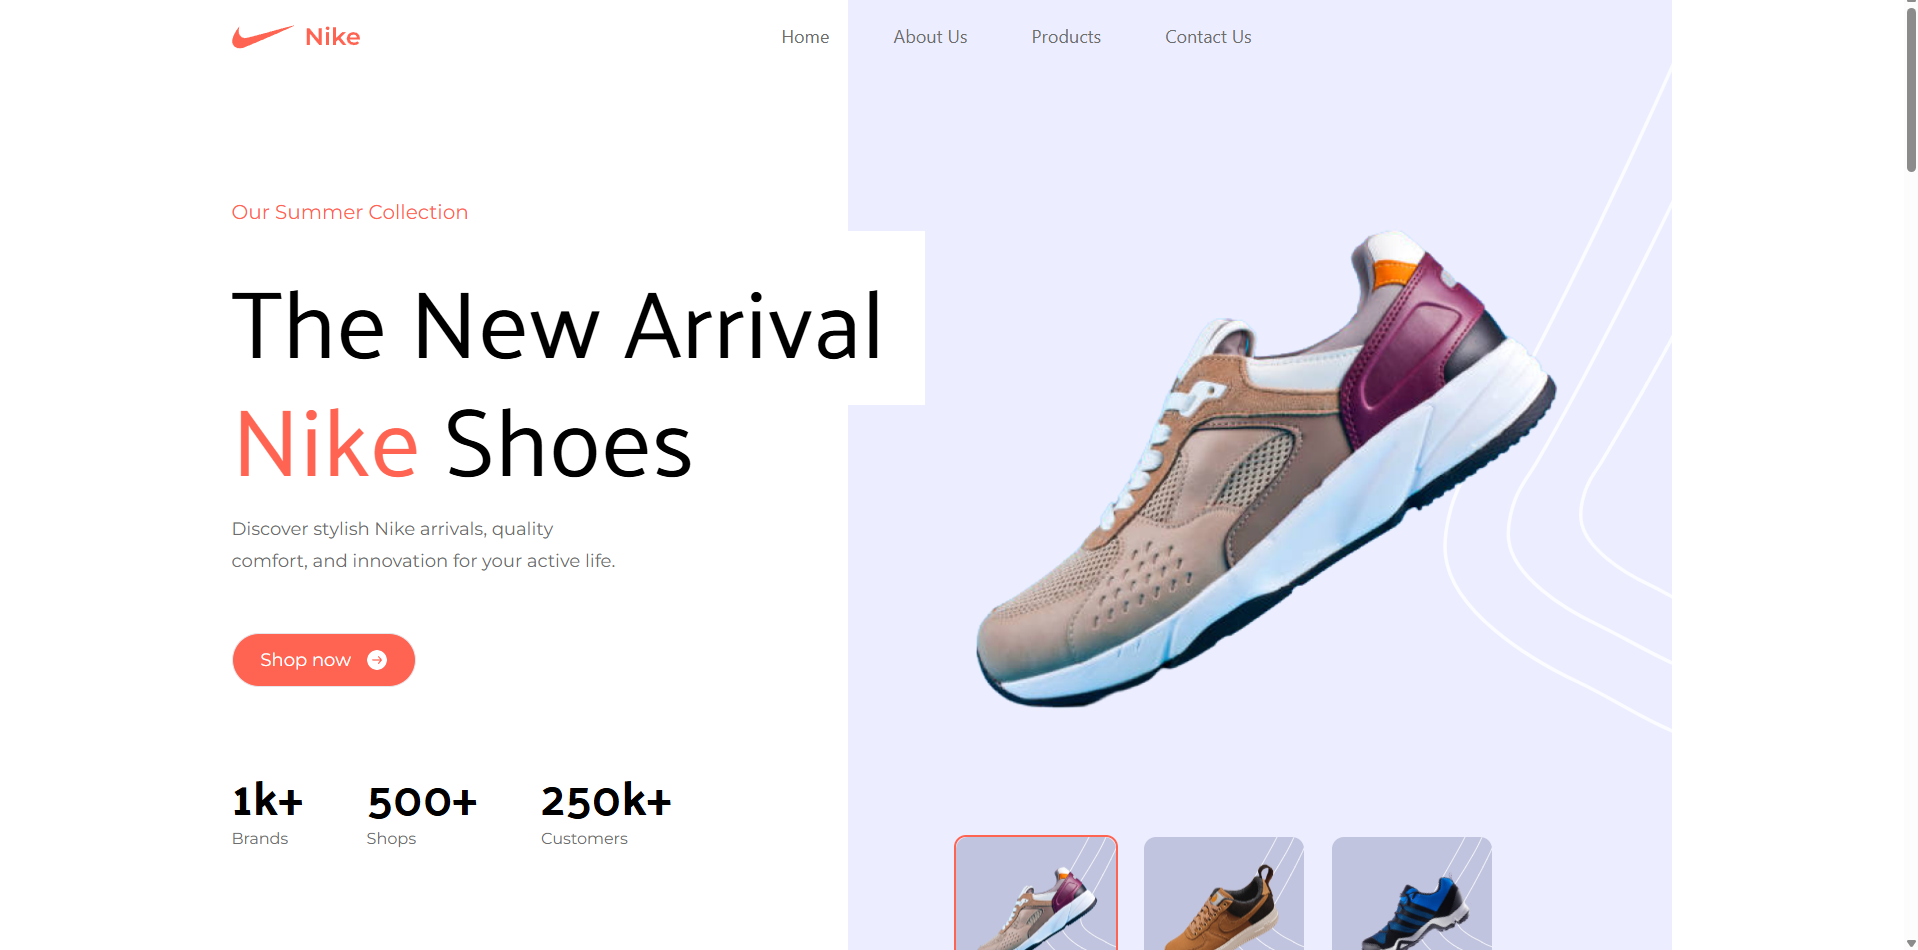 Nike
Home
About Us
Products
Contact Us
Our Summer Collection
The New Arrival
Nike Shoes
Discover stylish Nike arrivals, quality
comfort, and innovation for your active life.
Shop now
1k+
Brands
500+
Shops
250k+
Customers